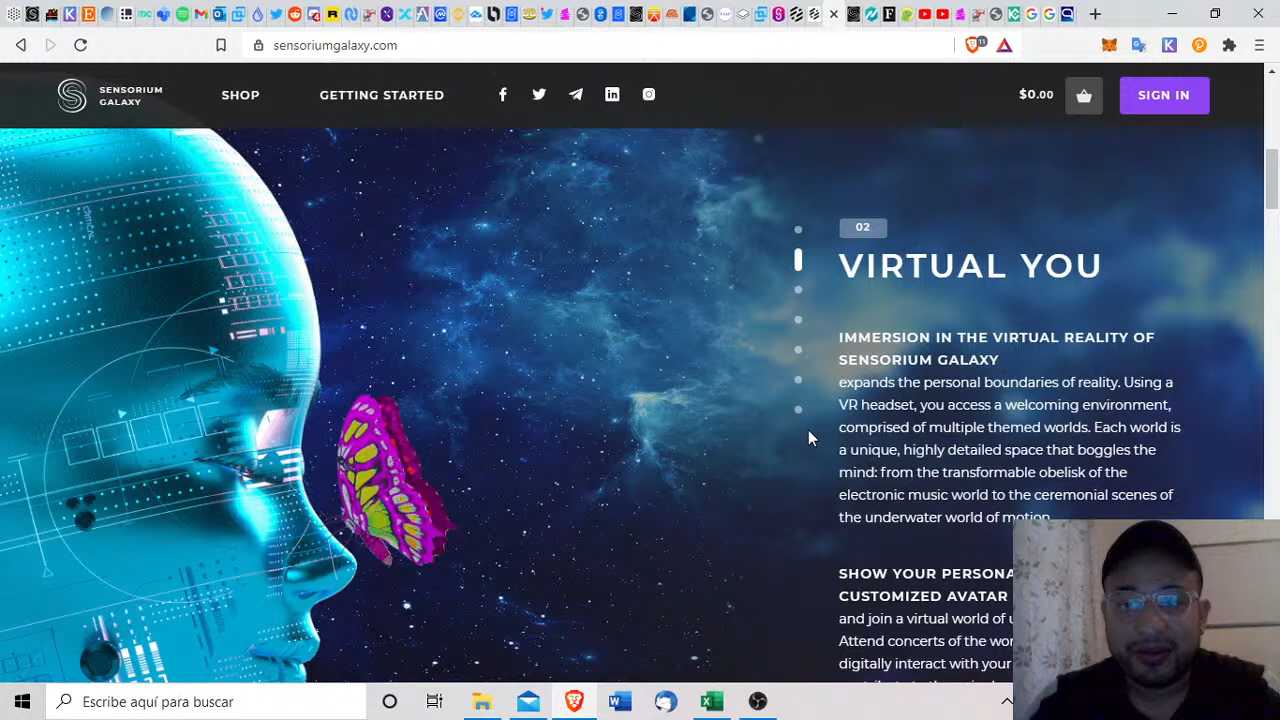 sensoriumgalaxy.com
11
SENSORIUM
GALAXY
SHOP
GETTING STARTED
$0.00
SIGN IN
CRITICAL
02
VIRTUAL YOU
IMMERSION IN THE VIRTUAL REALITY OF
SENSORIUM GALAXY
expands the personal boundaries of reality. Using a
VR headset, you access a welcoming environment,
comprised of multiple themed worlds. Each world is
a unique, highly detailed space that boggles the
mind: from the transformable obelisk of the
electronic music world to the ceremonial scenes of
the underwater world of motion.
SHOW YOUR PERSONA
CUSTOMIZED AVATAR
and join a virtual world of
Attend concerts of the
digitally interact with your
Escribe aquí para buscar